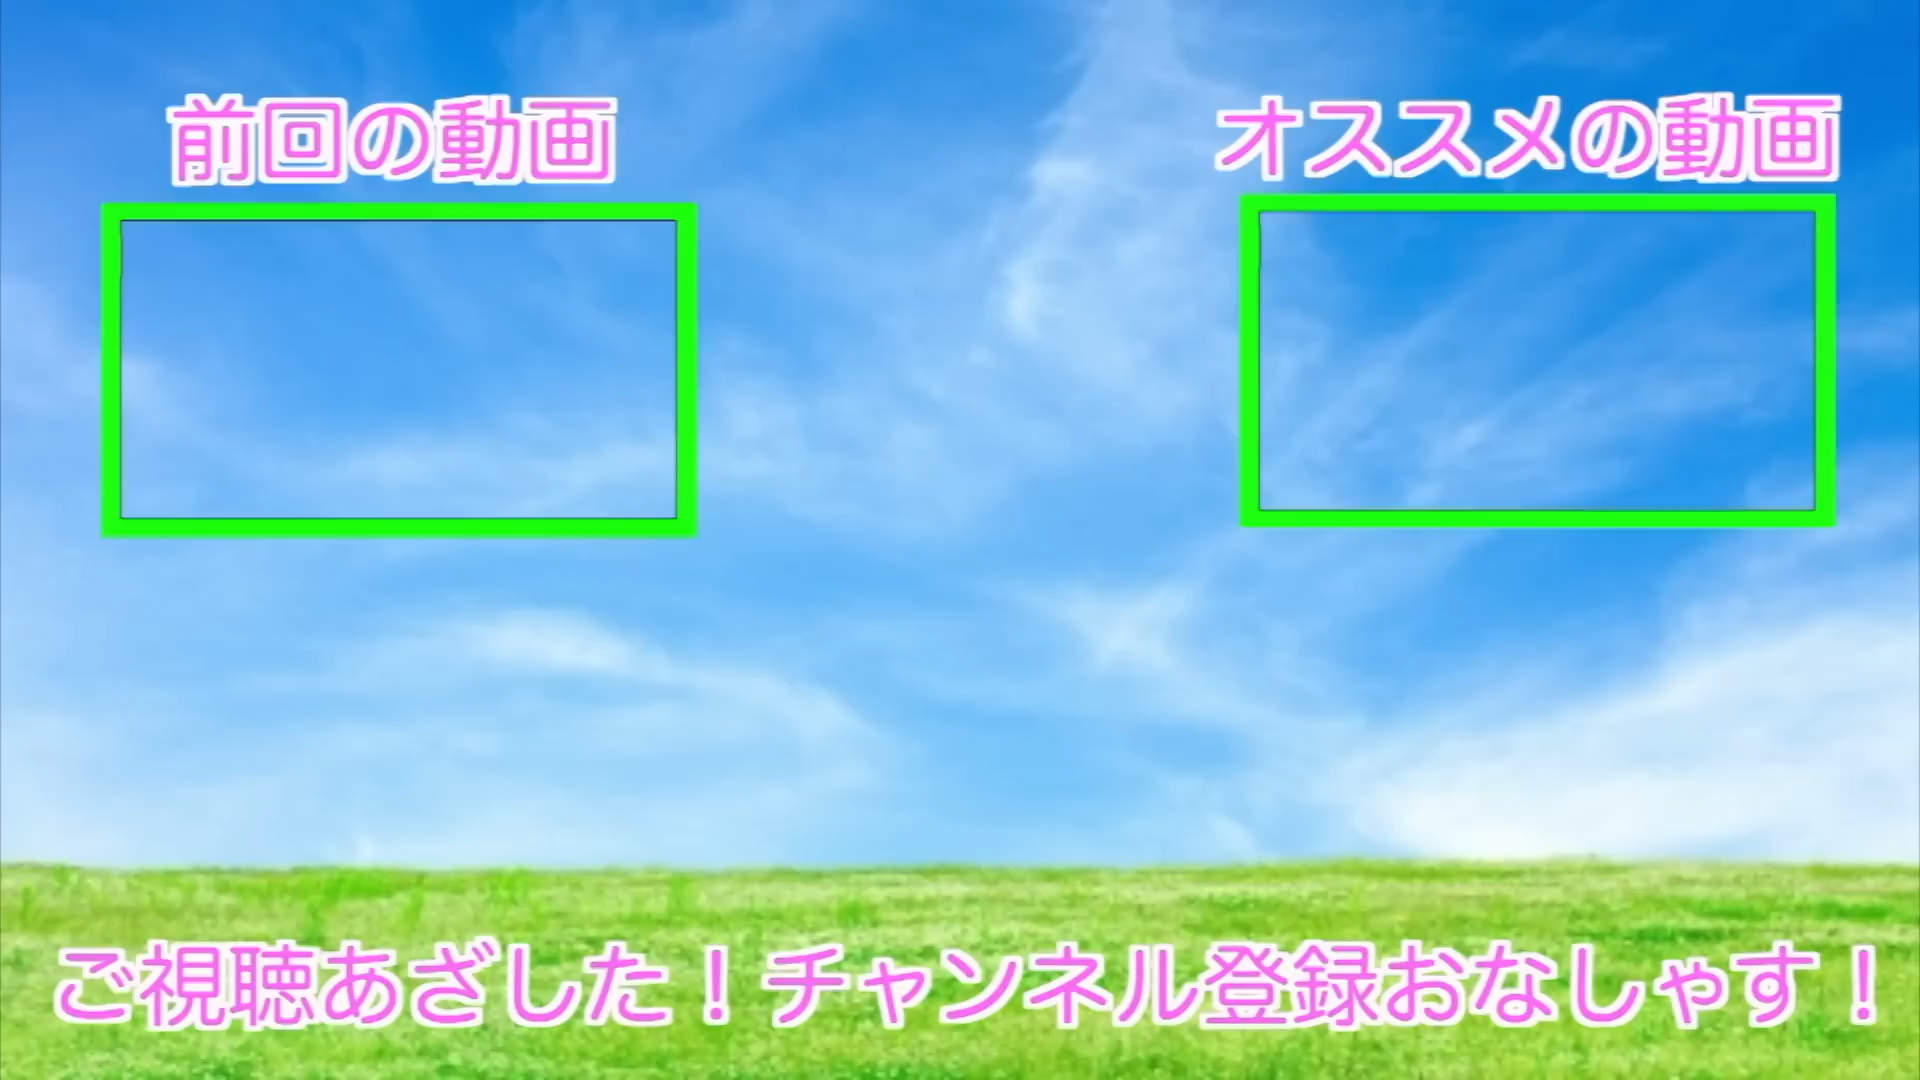 前回の動画
オススメの動画
ご視聴あざした！チャンネル登録おなしゃす！